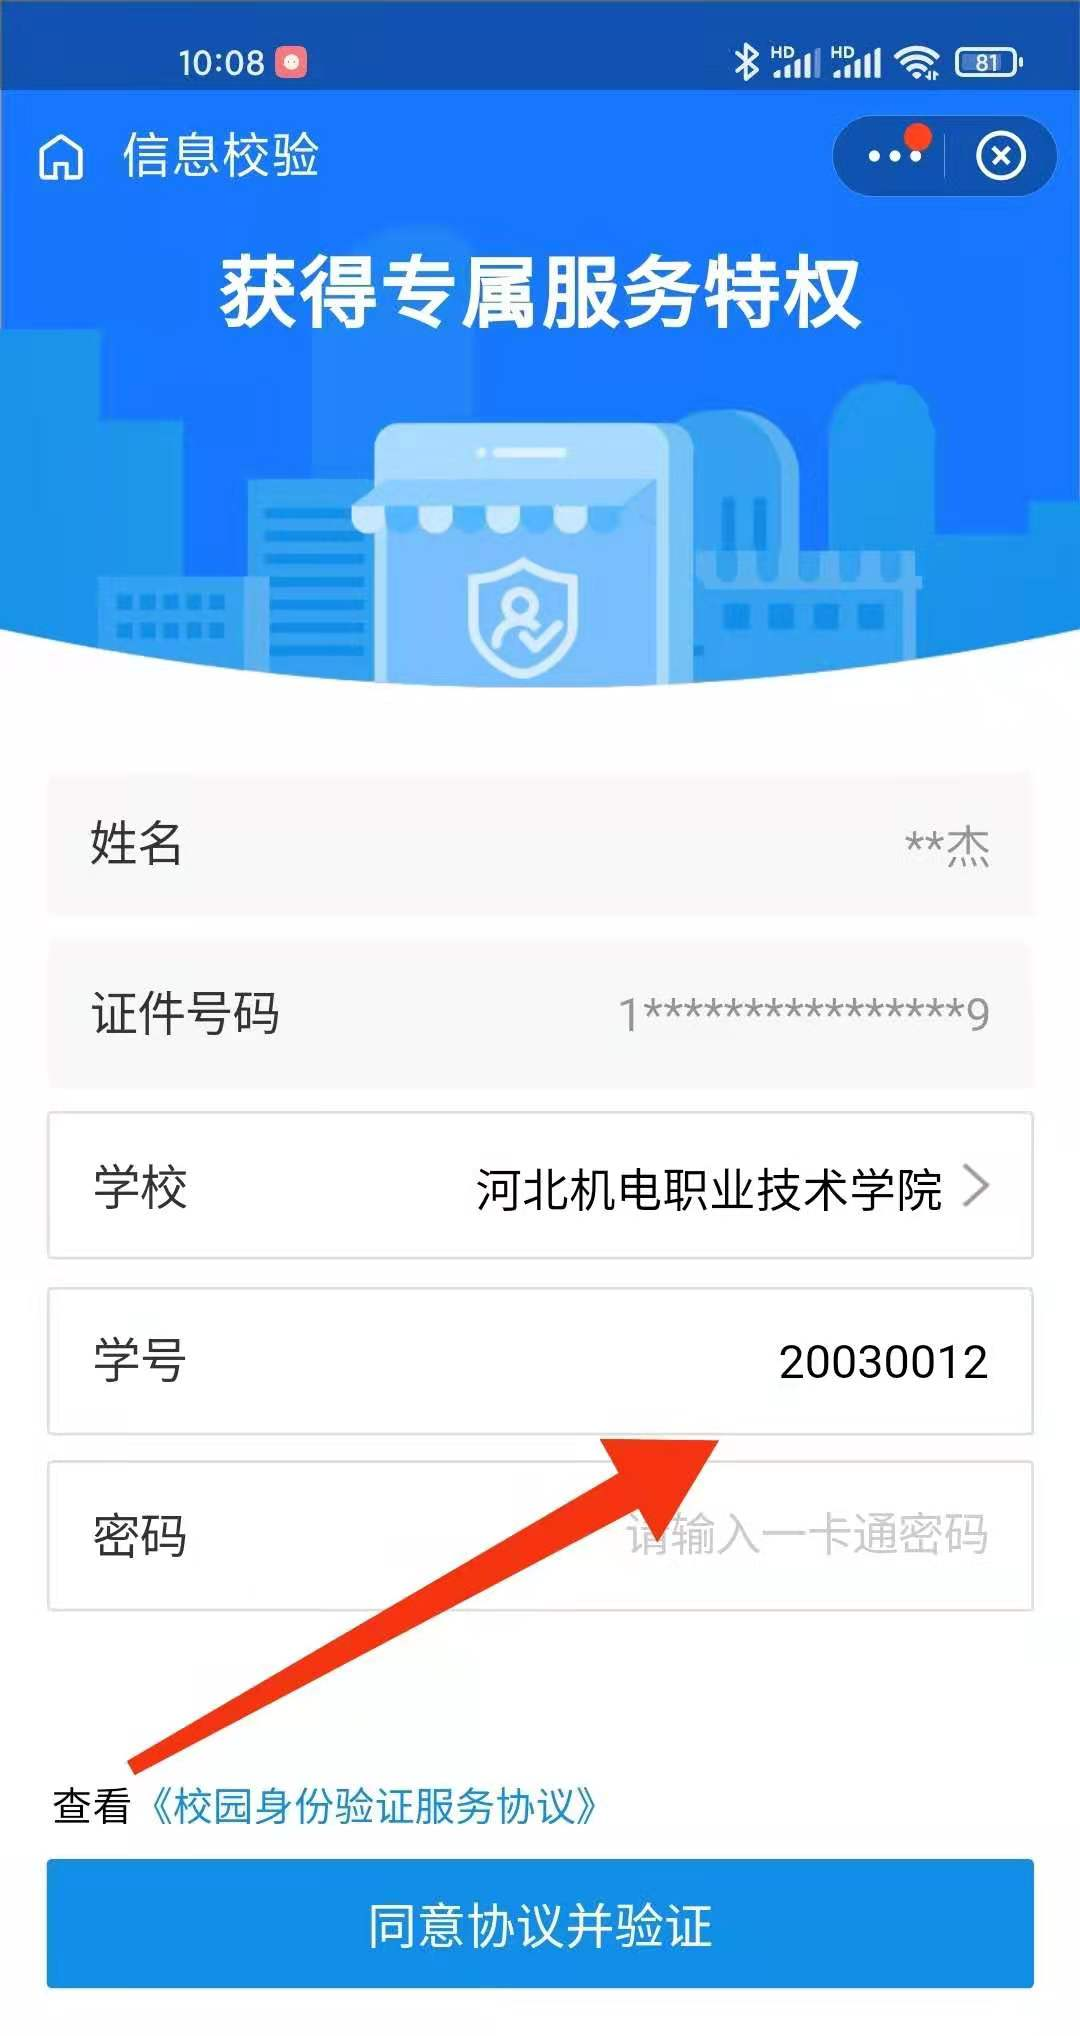 10:08 HD HD 81
信息校验
获得专属服务特权
姓名 **杰
证件号码 1****************9
学校 河北机电职业技术学院
学号 20030012
密码 请输入一卡通密码
查看《校园身份验证服务协议》
同意协议并验证